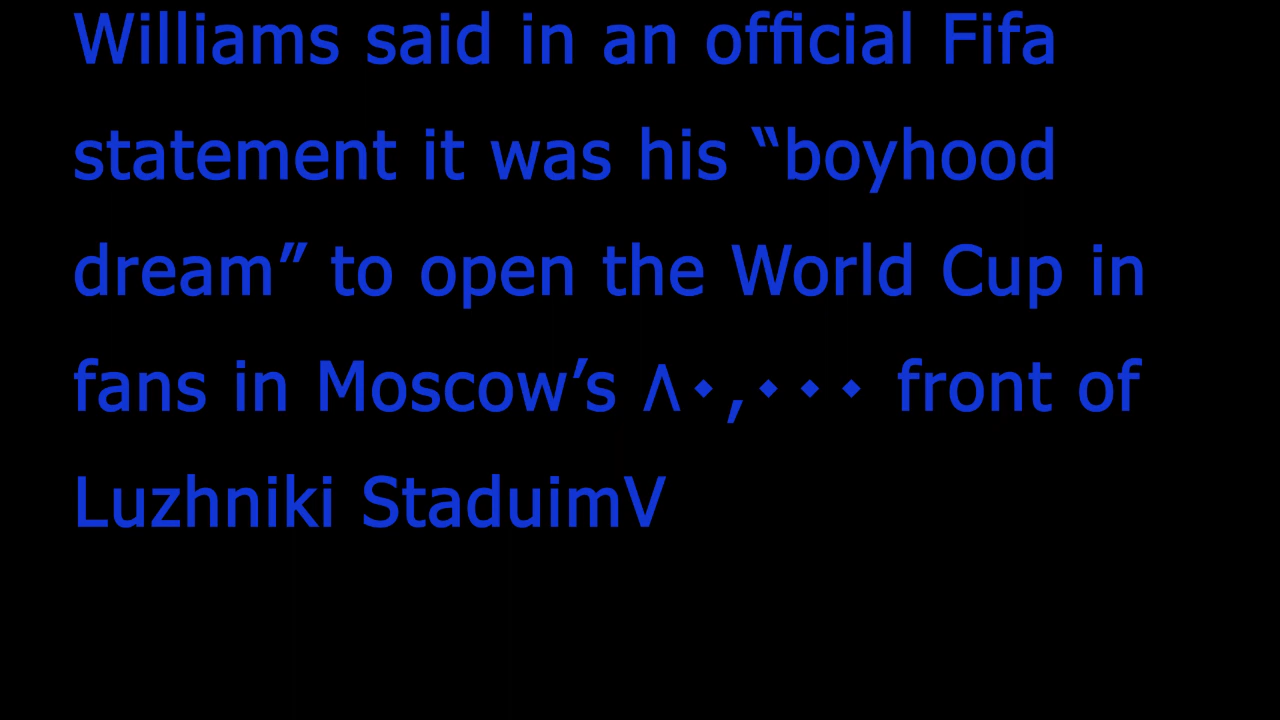 Williams said in an official Fifa
statement it was his “boyhood
dream” to open the World Cup in
fans in Moscow’s ٨٠,٠٠٠ front of
Luzhniki StaduimV